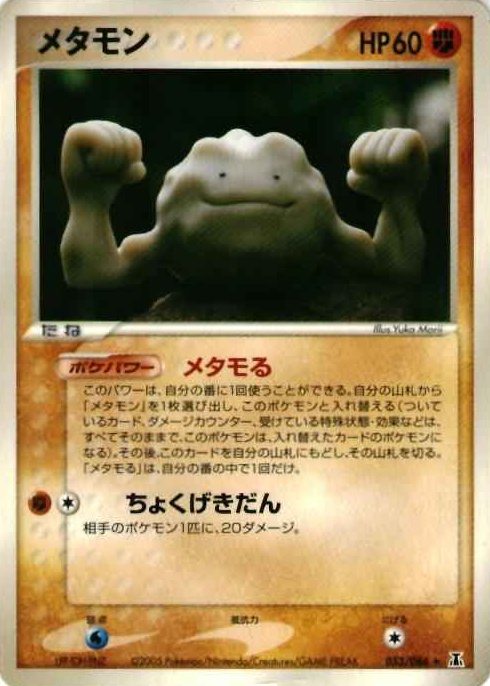 メタモン
HP60
たね
Illus. Yuka Morii
ポケパワー メタモる
このパワーは、自分の番に1回使うことができる。自分の山札から
「メタモン」を1枚選び出し、このポケモンと入れ替える(ついて
いるカード、ダメージカウンター、受けている特殊状態・効果などは、
すべてそのままで、このポケモンは、入れ替えたカードのポケモンに
なる)。その後、このカードを自分の山札にもどし、その山札を切る。
「メタモる」は、自分の番の中で1回だけ。
ちょくげきだん
相手のポケモン1匹に、20ダメージ。
弱点 抵抗力 にげる
©2005 Pokémon/Nintendo/Creatures/GAME FREAK